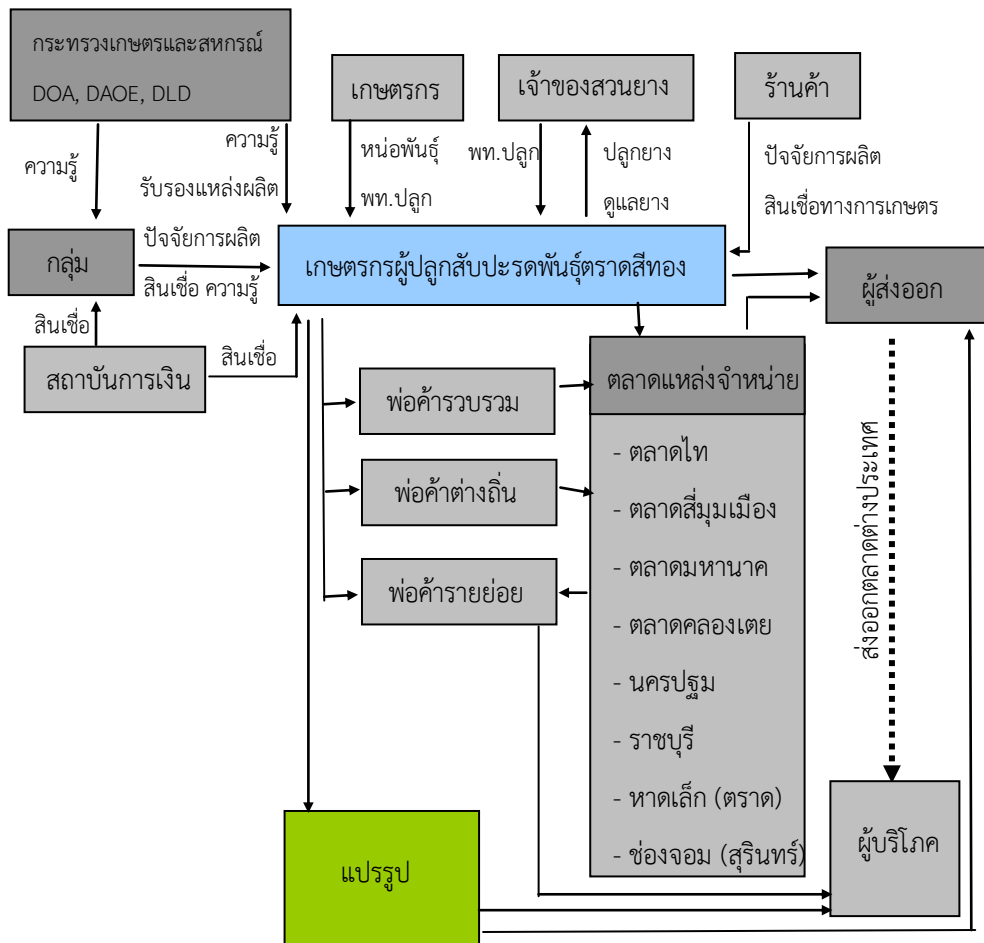 กระทรวงเกษตรและสหกรณ์
DOA, DAOE, DLD
เกษตรกร
เจ้าของสวนยาง
ร้านค้า
ความรู้
ความรู้
รับรองแหล่งผลิต
หน่อพันธุ์
พท.ปลูก
พท.ปลูก
ปลูกยาง
ดูแลยาง
ปัจจัยการผลิต
สินเชื่อทางการเกษตร
กลุ่ม
ปัจจัยการผลิต
สินเชื่อ ความรู้
เกษตรกรผู้ปลูกสับปะรดพันธุ์ตราดสีทอง
ผู้ส่งออก
สินเชื่อ
สถาบันการเงิน
สินเชื่อ
พ่อค้ารวบรวม
พ่อค้าต่างถิ่น
พ่อค้ารายย่อย
ตลาดแหล่งจำหน่าย
- ตลาดไท
- ตลาดสี่มุมเมือง
- ตลาดมหานาค
- ตลาดคลองเตย
- นครปฐม
- ราชบุรี
- หาดเล็ก (ตราด)
- ช่องจอม (สุรินทร์)
ส่งออกตลาดต่างประเทศ
แปรรูป
ผู้บริโภค